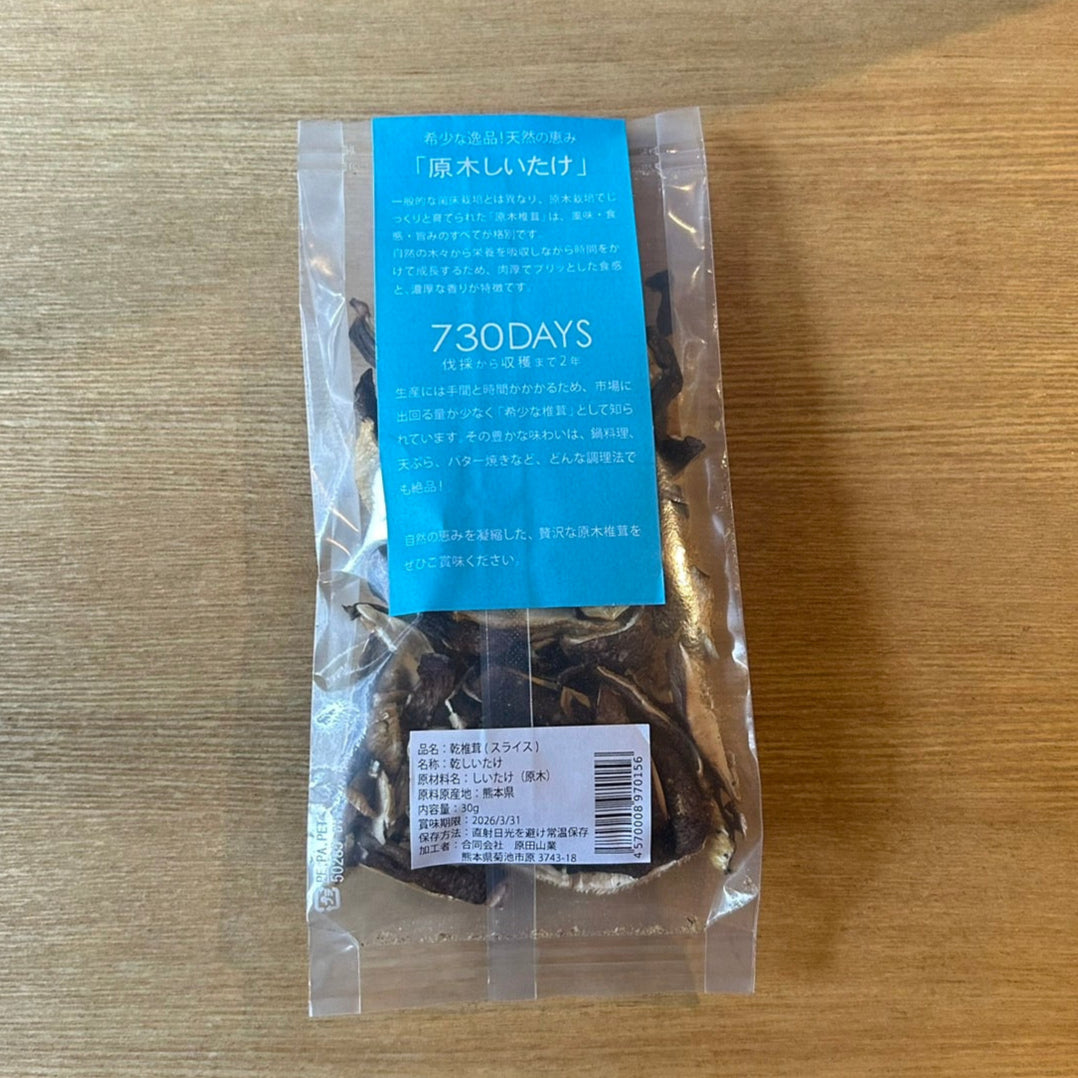 希少な逸品！天然の恵み
「原木しいたけ」
一般的な菌床栽培とは異なり、原木栽培でじ
っくりと育てられた「原木椎茸」は、風味・食
感・旨みのすべてが格別です。
自然の木々から栄養を吸収しながら時間をか
けて成長するため、肉厚でプリッとした食感
と、濃厚な香りが特徴です。
730DAYS
伐採から収穫まで2年
生産には手間と時間がかかるため、市場に
出回る量が少なく「希少な椎茸」として知ら
れています。その豊かな味わいは、鍋料理、
天ぷら、バター焼きなど、どんな調理法で
も絶品！
自然の恵みを凝縮した、贅沢な原木椎茸を
ぜひご賞味ください。
品名：乾椎茸(スライス)
名称：乾しいたけ
原材料名：しいたけ（原木）
原料原産地：熊本県
内容量：30g
賞味期限：2026/3/31
保存方法：直射日光を避け常温保存
加工者：合同会社　原田山業
熊本県菊池市原 3743-18
4 570008 970156
プラ PE,PA,PET